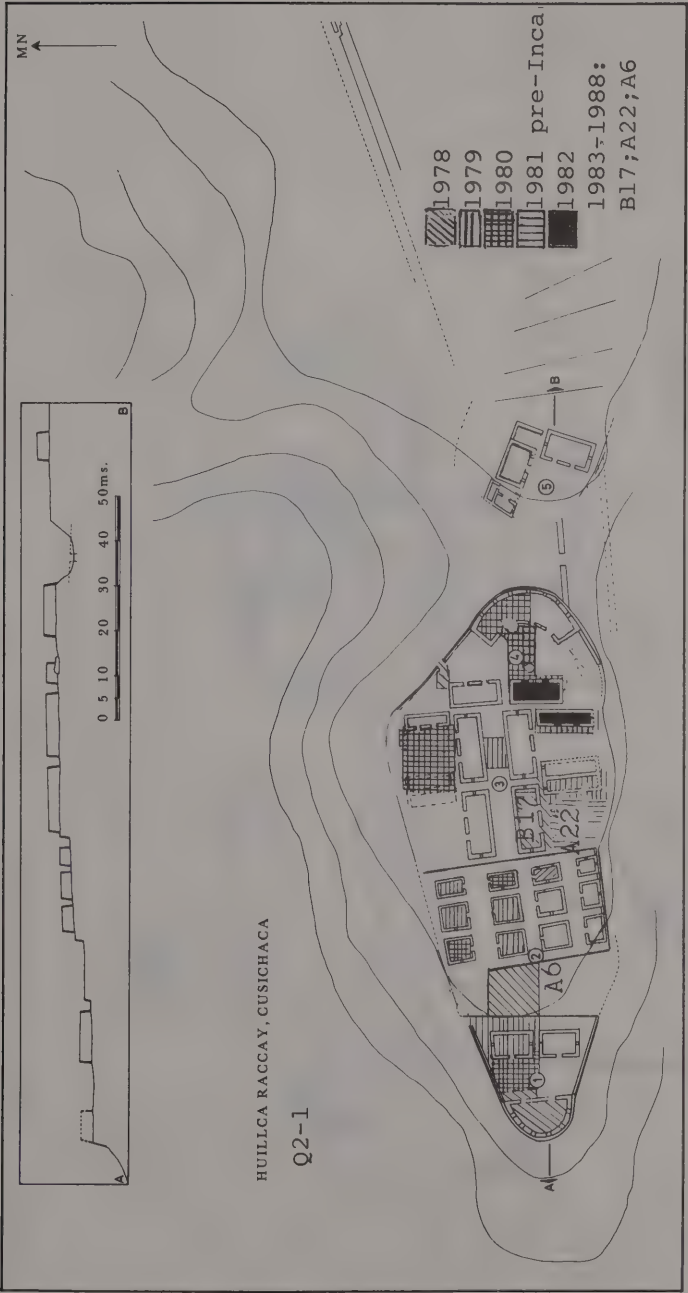 MN
A
B
0 5 10 20 30 40 50ms.
HUILLCA RACCAY, CUSICHACA
Q2-1
1978
1979
1980
1981 pre-Inca
1982
1983-1988:
B17;A22;A6
A
1
A6
2
B17
A22
3
4
5
B